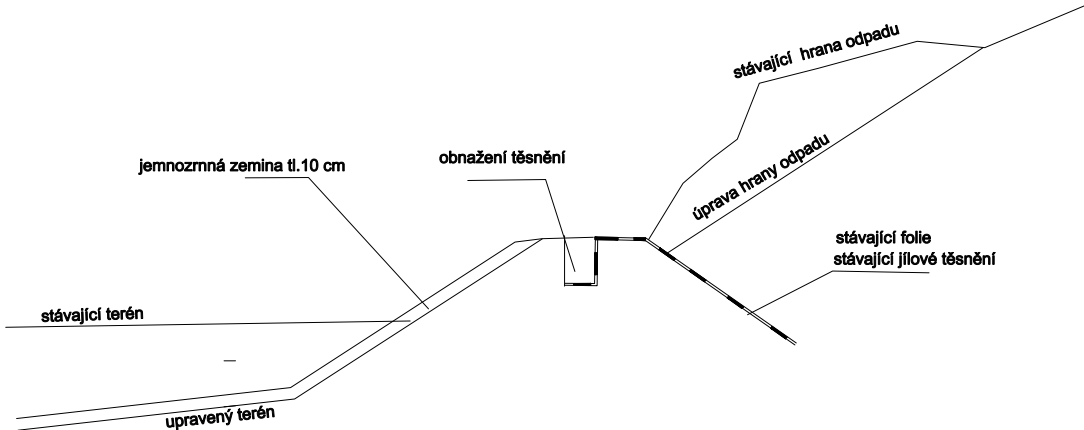 stávající hrana odpadu
obnažení těsnění
jemnozrnná zemina tl.10 cm
úprava hrany odpadu
stávající folie
stávající jílové těsnění
stávající terén
upravený terén